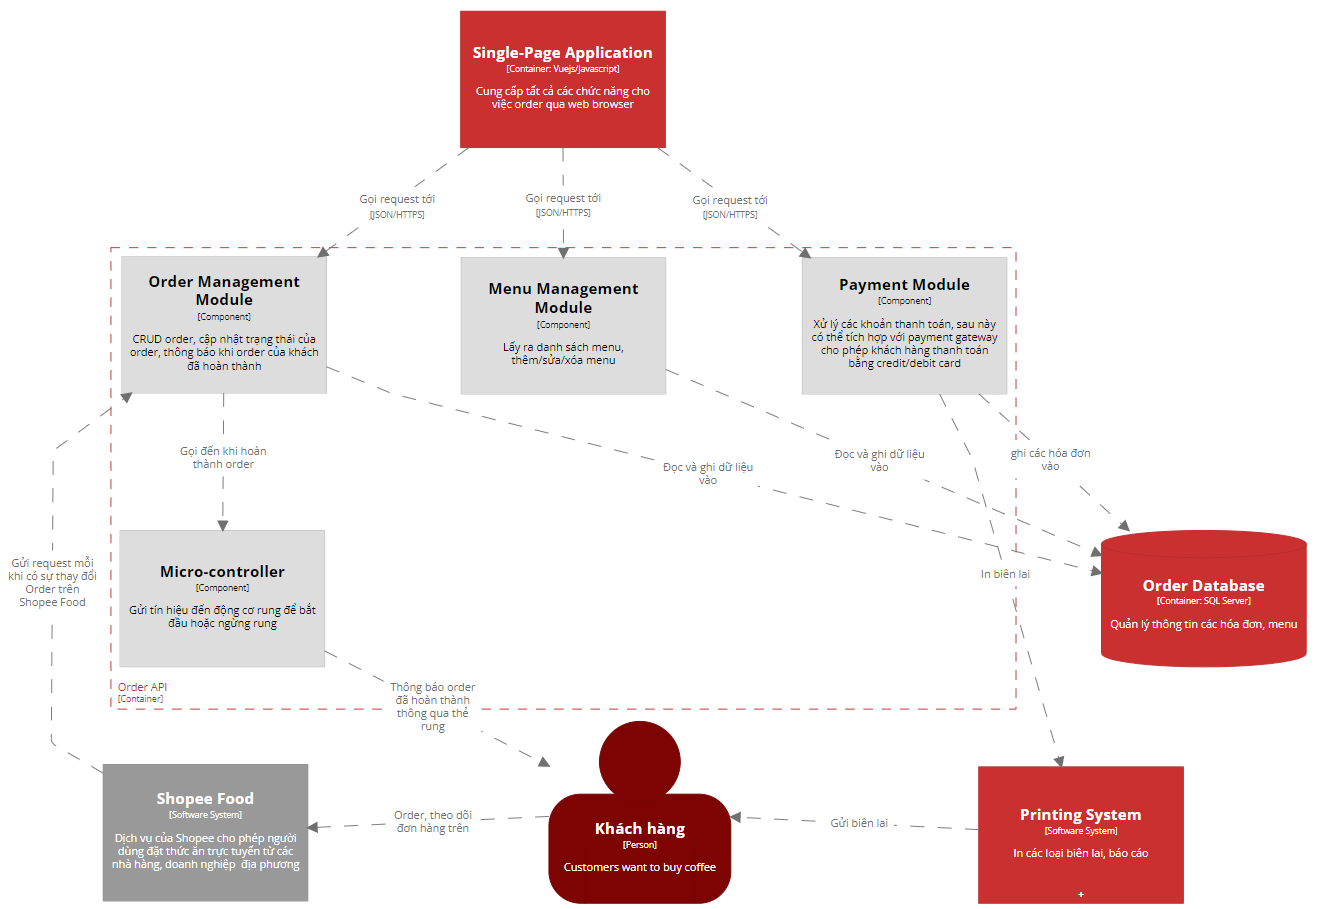 Single-Page Application
[Container: Vuejs/Javascript]
Cung cấp tất cả các chức năng cho
việc order qua web browser
Gọi request tới
[JSON/HTTPS]
Gọi request tới
[JSON/HTTPS]
Gọi request tới
[JSON/HTTPS]
Order Management
Module
[Component]
CRUD order, cập nhật trạng thái của
order, thông báo khi order của khách
đã hoàn thành
Menu Management
Module
[Component]
Lấy ra danh sách menu,
thêm/sửa/xóa menu
Payment Module
[Component]
Xử lý các khoản thanh toán, sau này
có thể tích hợp với payment gateway
cho phép khách hàng thanh toán
bằng credit/debit card
Gọi đến khi hoàn
thành order
Đọc và ghi dữ liệu
vào
Đọc và ghi dữ liệu
vào
ghi các hóa đơn
vào
Gửi request mỗi
khi có sự thay đổi
Order trên
Shopee Food
Micro-controller
[Component]
Gửi tín hiệu đến động cơ rung để bắt
đầu hoặc ngừng rung
In biên lai
Order Database
[Container: SQL Server]
Quản lý thông tin các hóa đơn, menu
Order API
[Container]
Thông báo order
đã hoàn thành
thông qua thẻ
rung
Shopee Food
[Software System]
Dịch vụ của Shopee cho phép người
dùng đặt thức ăn trực tuyến từ các
nhà hàng, doanh nghiệp địa phương
Order, theo dõi
đơn hàng trên
Khách hàng
[Person]
Customers want to buy coffee
Gửi biên lai
Printing System
[Software System]
In các loại biên lai, báo cáo
+